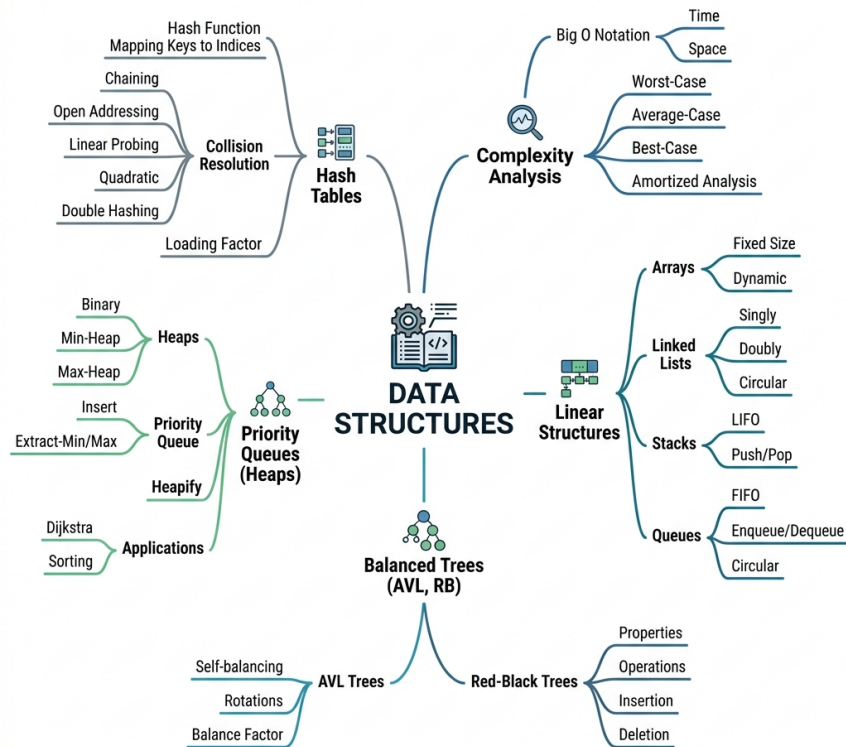 DATA
STRUCTURES
Hash
Tables
Hash Function
Mapping Keys to Indices
Collision
Resolution
Chaining
Open Addressing
Linear Probing
Quadratic
Double Hashing
Loading Factor
Complexity
Analysis
Big O Notation
Time
Space
Worst-Case
Average-Case
Best-Case
Amortized Analysis
Linear
Structures
Arrays
Fixed Size
Dynamic
Linked
Lists
Singly
Doubly
Circular
Stacks
LIFO
Push/Pop
Queues
FIFO
Enqueue/Dequeue
Circular
Priority
Queues
(Heaps)
Heaps
Binary
Min-Heap
Max-Heap
Priority
Queue
Insert
Extract-Min/Max
Heapify
Applications
Dijkstra
Sorting
Balanced Trees
(AVL, RB)
AVL Trees
Self-balancing
Rotations
Balance Factor
Red-Black Trees
Properties
Operations
Insertion
Deletion